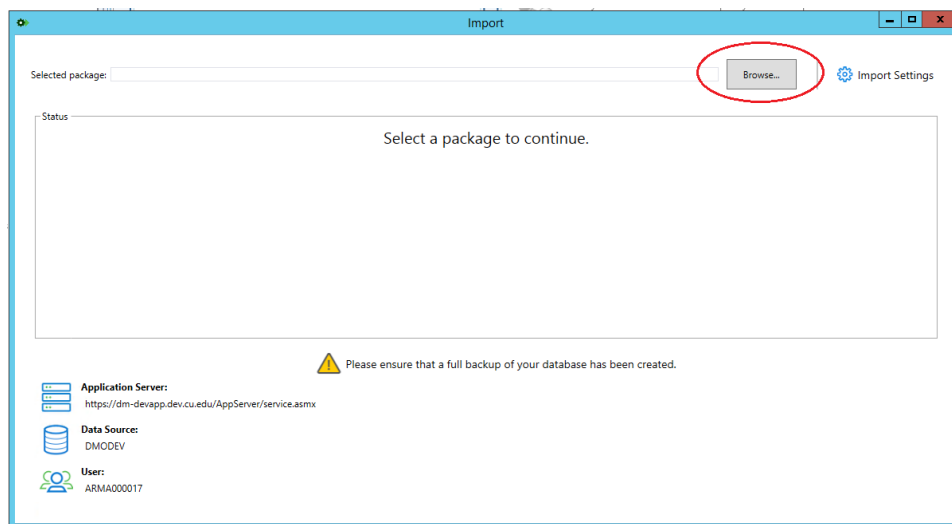 Import
Selected package:
Browse...
Import Settings
Status
Select a package to continue.
Please ensure that a full backup of your database has been created.
Application Server:
https://dm-devapp.dev.cu.edu/AppServer/service.asmx
Data Source:
DMODEV
User:
ARMA000017